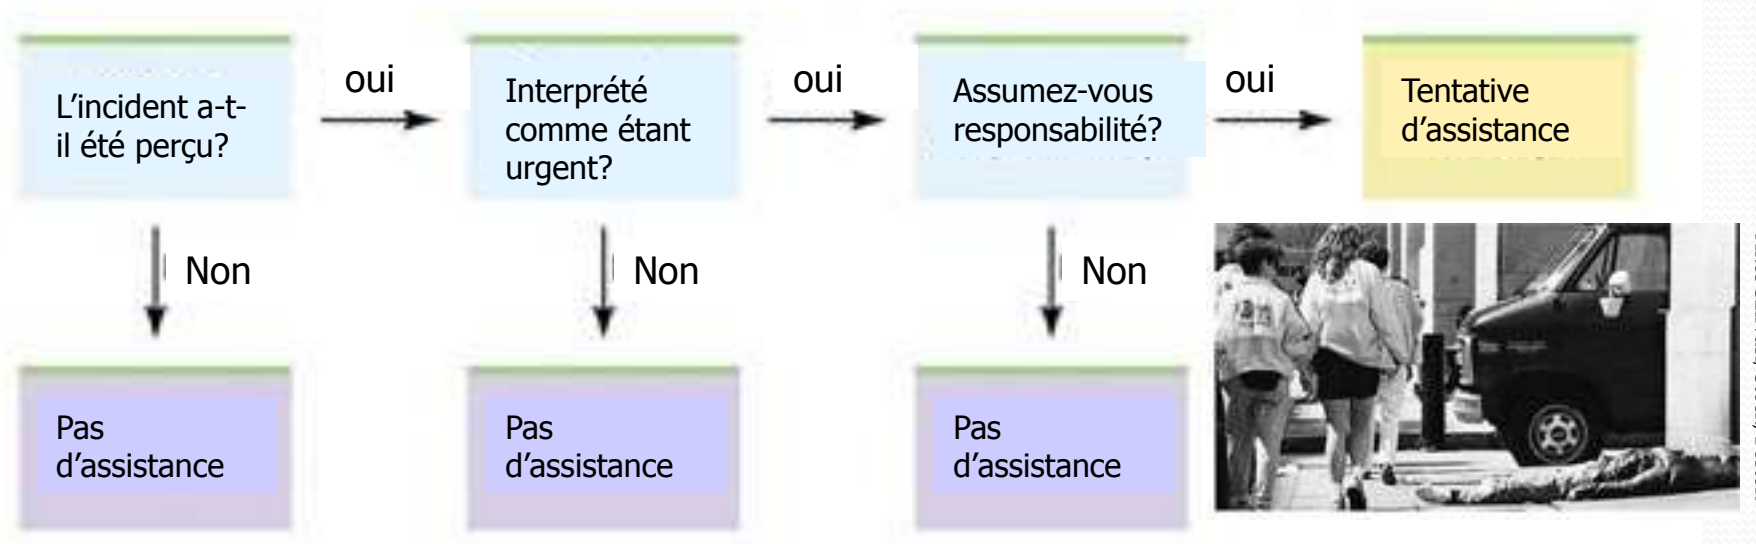 L’incident a-t-
il été perçu?
oui
Interprété
comme étant
urgent?
oui
Assumez-vous
responsabilité?
oui
Tentative
d’assistance
Non
Non
Non
Pas
d’assistance
Pas
d’assistance
Pas
d’assistance